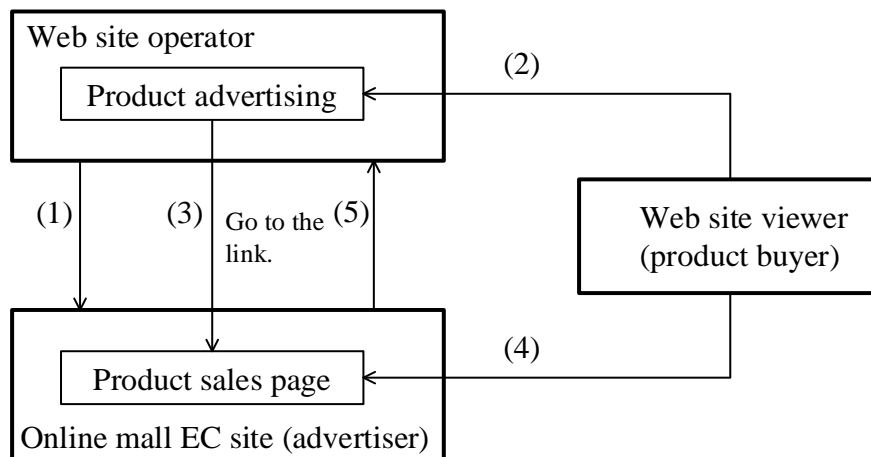 Web site operator
Product advertising
(2)
(1)
(3)
Go to the
link.
(5)
Web site viewer
(product buyer)
(4)
Product sales page
Online mall EC site (advertiser)